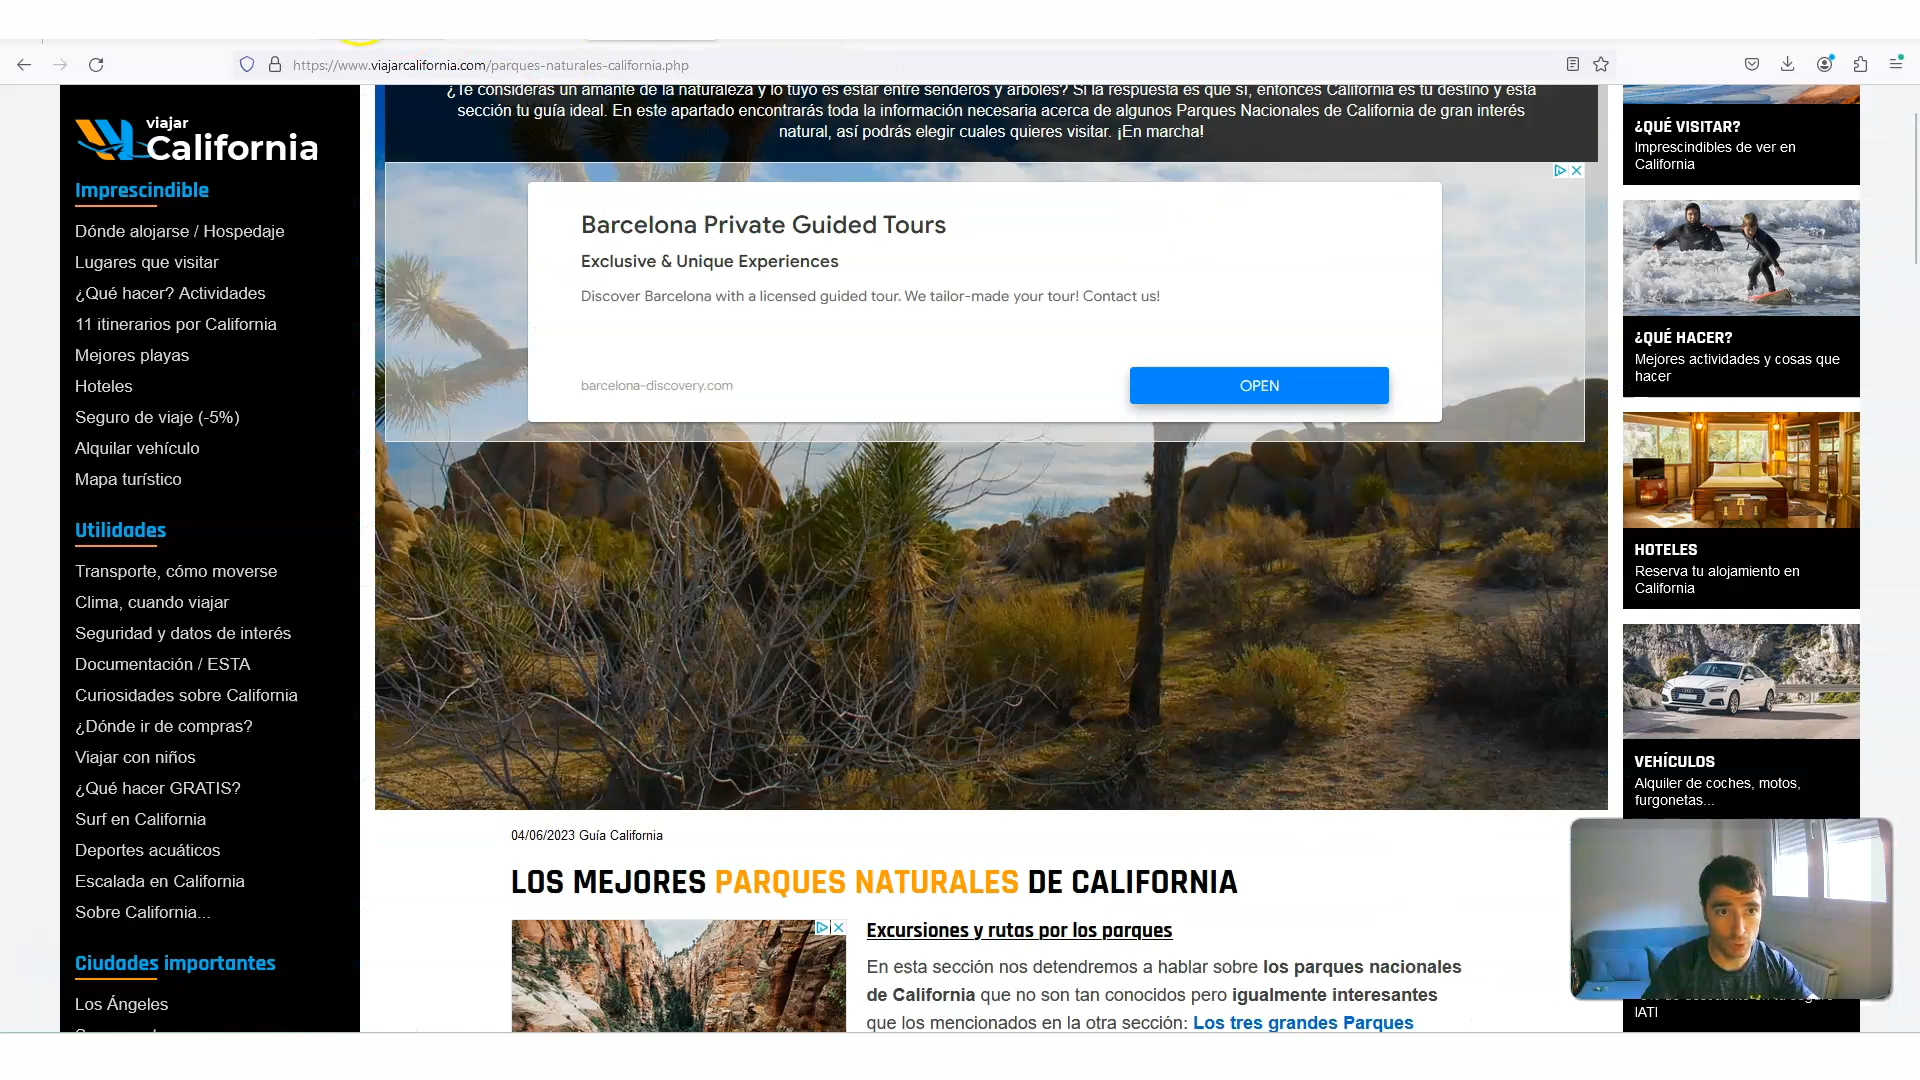 https://www.viajarcalifornia.com/parques-naturales-california.php
viajar
California
Imprescindible
Dónde alojarse / Hospedaje
Lugares que visitar
¿Qué hacer? Actividades
11 itinerarios por California
Mejores playas
Hoteles
Seguro de viaje (-5%)
Alquilar vehículo
Mapa turístico
Utilidades
Transporte, cómo moverse
Clima, cuando viajar
Seguridad y datos de interés
Documentación / ESTA
Curiosidades sobre California
¿Dónde ir de compras?
Viajar con niños
¿Qué hacer GRATIS?
Surf en California
Deportes acuáticos
Escalada en California
Sobre California...
Ciudades importantes
Los Ángeles
¿Te consideras un amante de la naturaleza y lo tuyo es estar entre senderos y árboles? Si la respuesta es que sí, entonces California es tu destino y esta
sección tu guía ideal. En este apartado encontrarás toda la información necesaria acerca de algunos Parques Nacionales de California de gran interés
natural, así podrás elegir cuales quieres visitar. ¡En marcha!
Barcelona Private Guided Tours
Exclusive & Unique Experiences
Discover Barcelona with a licensed guided tour. We tailor-made your tour! Contact us!
barcelona-discovery.com
OPEN
04/06/2023 Guía California
LOS MEJORES PARQUES NATURALES DE CALIFORNIA
Excursiones y rutas por los parques
En esta sección nos detendremos a hablar sobre los parques nacionales
de California que no son tan conocidos pero igualmente interesantes
que los mencionados en la otra sección: Los tres grandes Parques
¿QUÉ VISITAR?
Imprescindibles de ver en
California
¿QUÉ HACER?
Mejores actividades y cosas que
hacer
HOTELES
Reserva tu alojamiento en
California
VEHÍCULOS
Alquiler de coches, motos,
furgonetas...
IATI